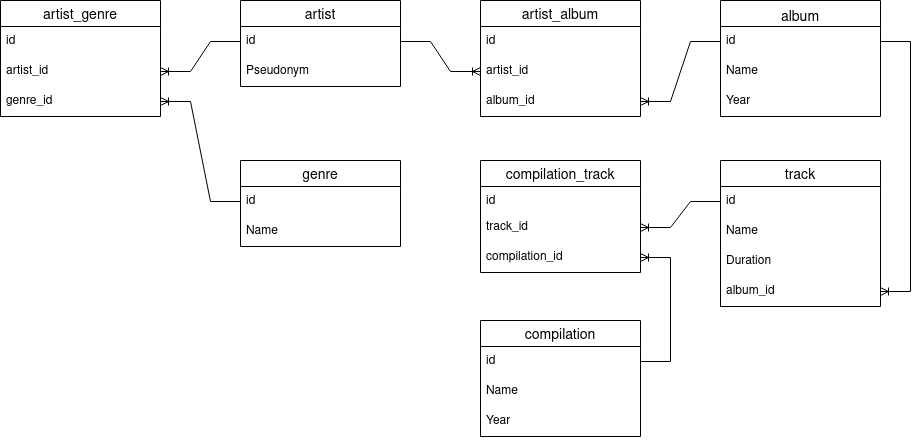 artist_genre
id
artist_id
genre_id
artist
id
Pseudonym
artist_album
id
artist_id
album_id
album
id
Name
Year
genre
id
Name
compilation_track
id
track_id
compilation_id
track
id
Name
Duration
album_id
compilation
id
Name
Year